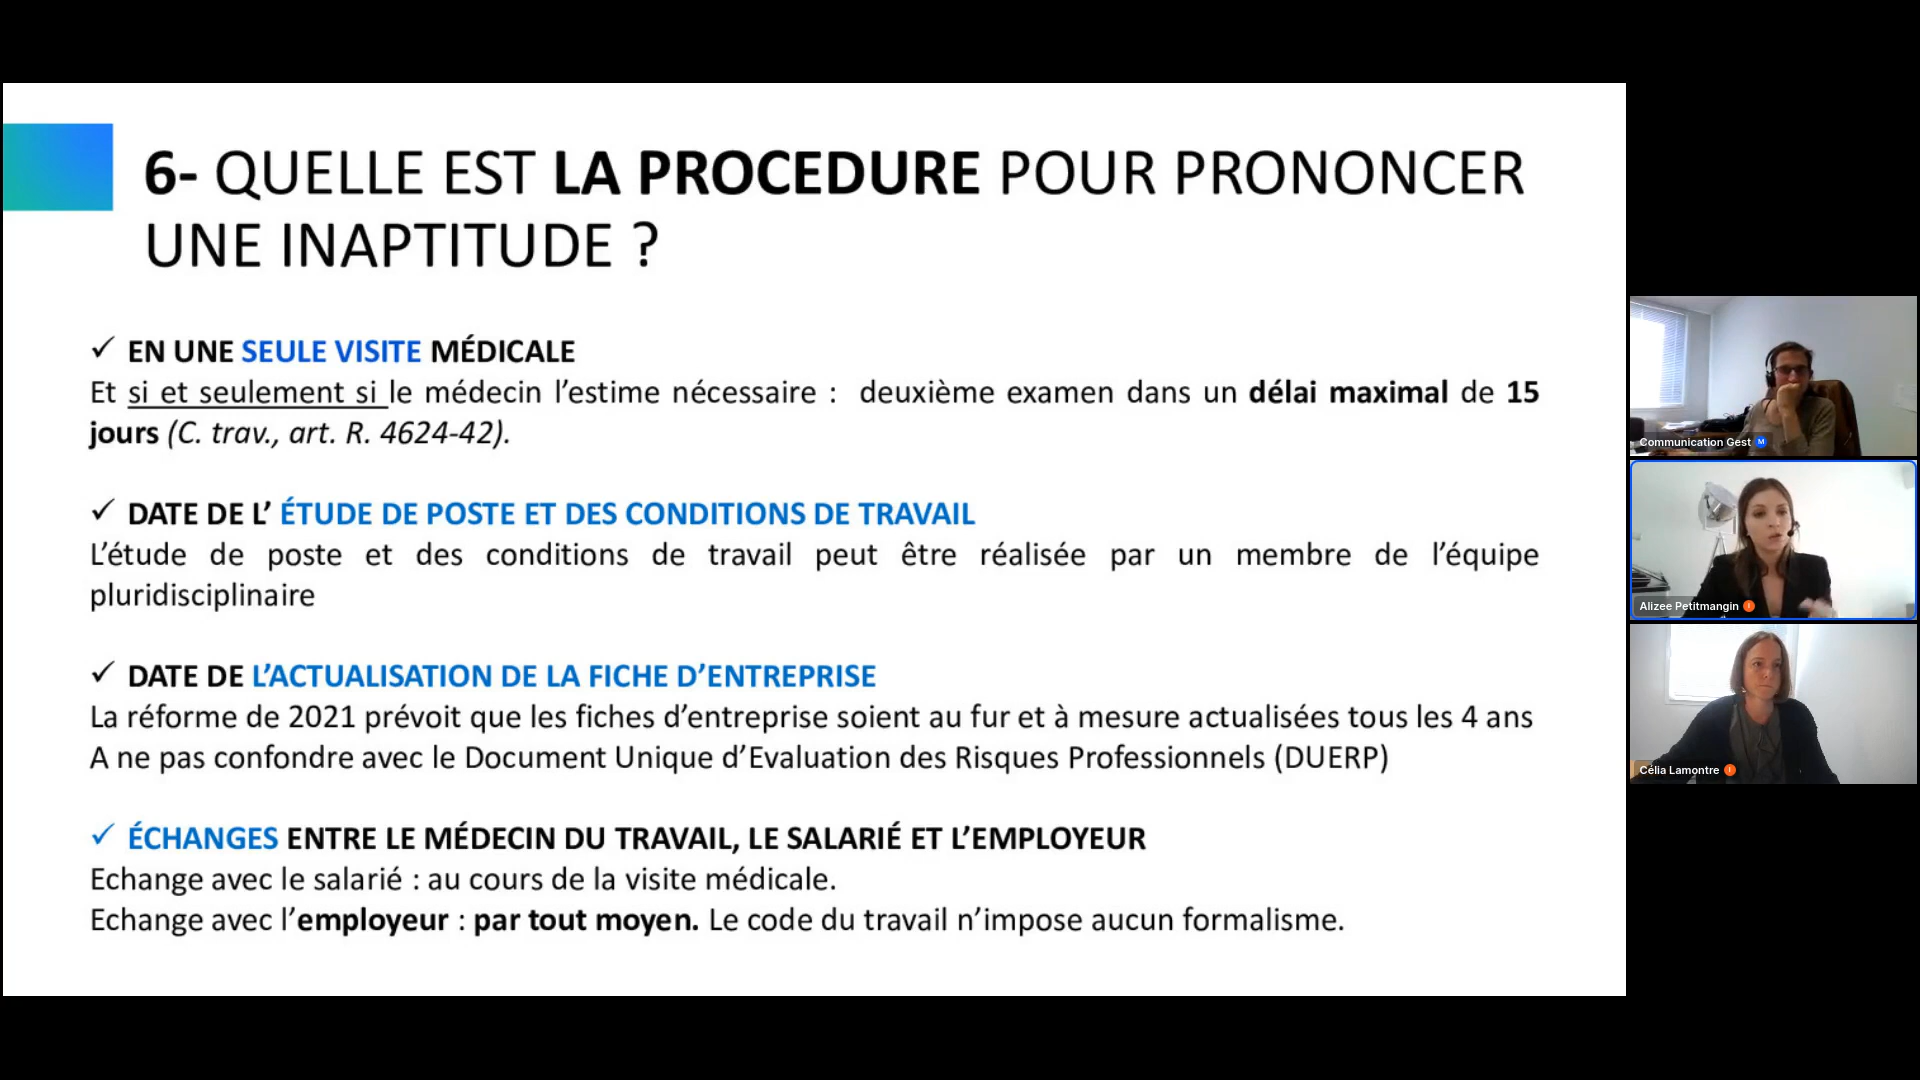 6- QUELLE EST LA PROCEDURE POUR PRONONCER
UNE INAPTITUDE ?
✓ EN UNE SEULE VISITE MÉDICALE
Et si et seulement si le médecin l’estime nécessaire : deuxième examen dans un délai maximal de 15
jours (C. trav., art. R. 4624-42).
✓ DATE DE L’ ÉTUDE DE POSTE ET DES CONDITIONS DE TRAVAIL
L’étude de poste et des conditions de travail peut être réalisée par un membre de l’équipe
pluridisciplinaire
✓ DATE DE L’ACTUALISATION DE LA FICHE D’ENTREPRISE
La réforme de 2021 prévoit que les fiches d’entreprise soient au fur et à mesure actualisées tous les 4 ans
A ne pas confondre avec le Document Unique d’Evaluation des Risques Professionnels (DUERP)
✓ ÉCHANGES ENTRE LE MÉDECIN DU TRAVAIL, LE SALARIÉ ET L’EMPLOYEUR
Echange avec le salarié : au cours de la visite médicale.
Echange avec l’employeur : par tout moyen. Le code du travail n’impose aucun formalisme.
Communication Gest M
Alizee Petitmangin I
Célia Lamontre I